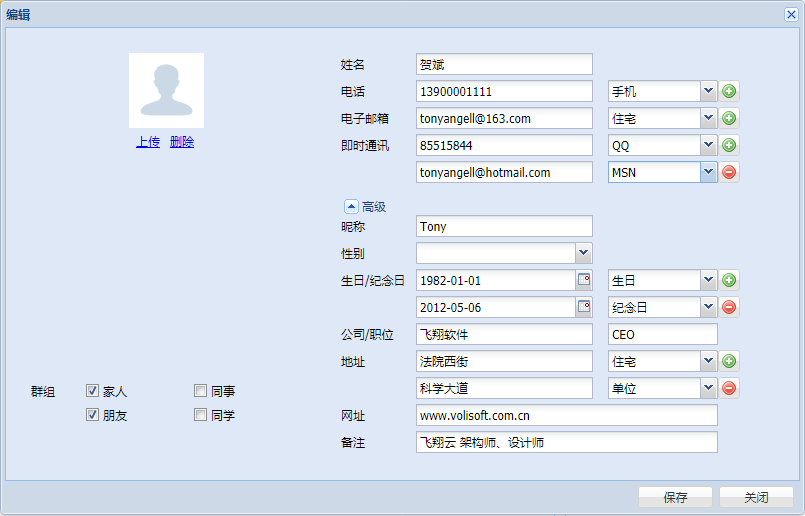 编辑
上传 删除
姓名 贺斌
电话 13900001111 手机
电子邮箱 tonyangell@163.com 住宅
即时通讯 85515844 QQ
tonyangell@hotmail.com MSN
高级
昵称 Tony
性别
生日/纪念日 1982-01-01 生日
2012-05-06 纪念日
公司/职位 飞翔软件 CEO
地址 法院西街 住宅
科学大道 单位
群组 家人 同事
朋友 同学
网址 www.volisoft.com.cn
备注 飞翔云 架构师、设计师
保存 关闭